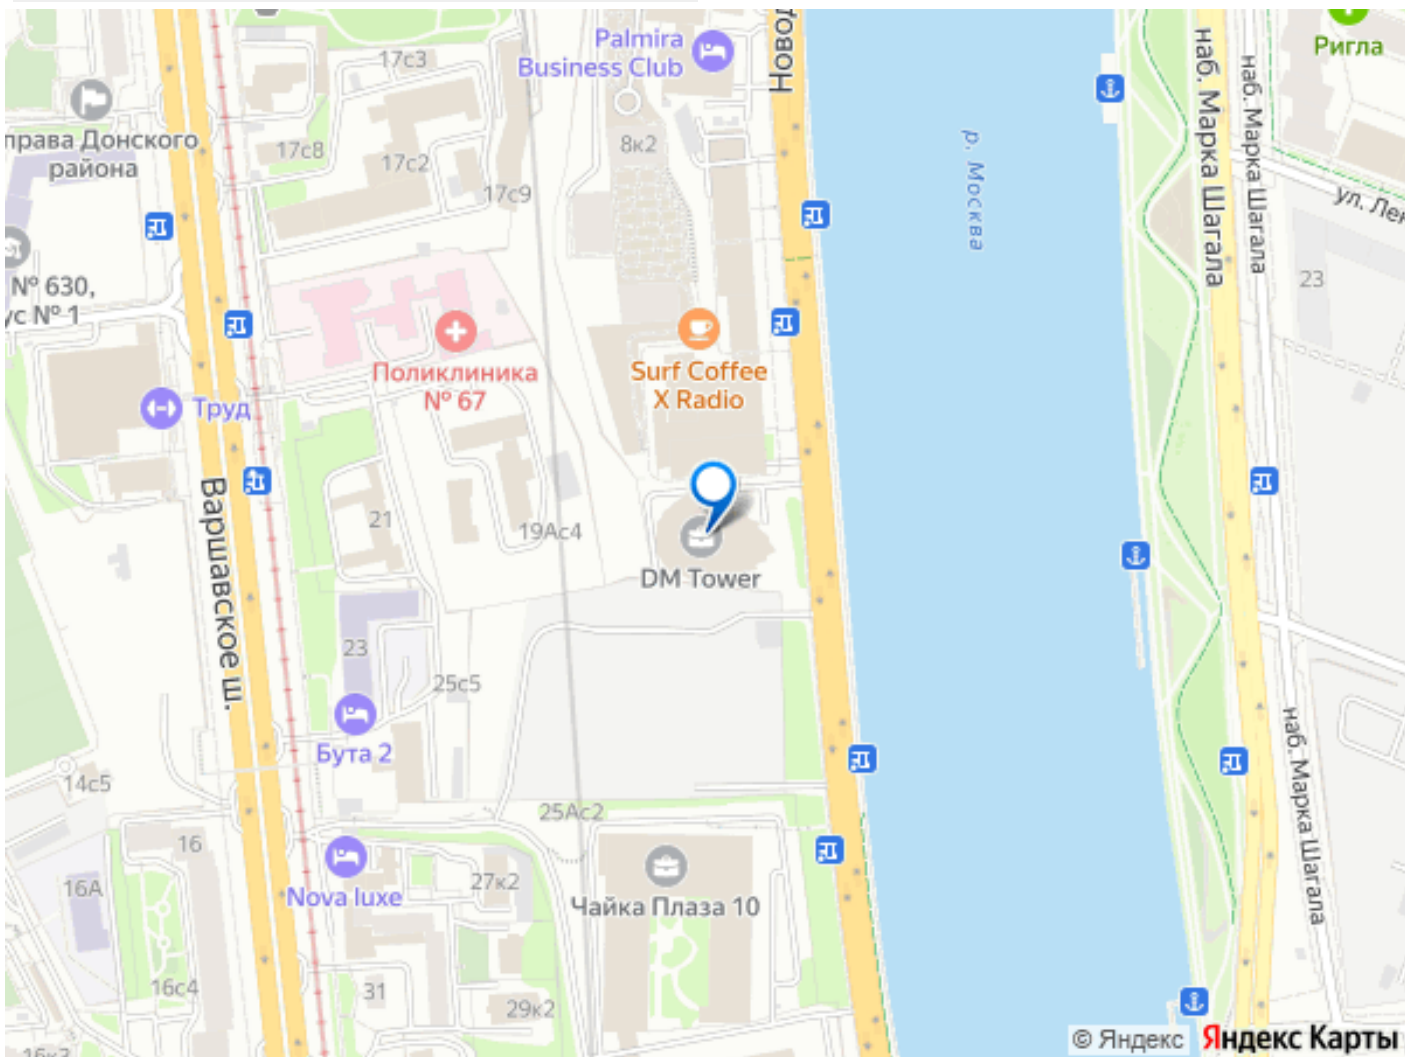 Palmira
Business Club
Новод
наб. Марка Шагала
наб. Марка Шагала
Ригла
17с3
права Донского
района
17с8
17с2
8к2
р. Москва
17с9
ул. Лен
№ 630,
ус № 1
23
Поликлиника
№ 67
Surf Coffee
X Radio
Труд
Варшавское ш.
21
19Ас4
DM Tower
23
25с5
Бута 2
наб. Марка Шагала
14с5
25Ас2
16
16А
27к2
Nova luxe
Чайка Плаза 10
16с4
31
29к2
© Яндекс
Яндекс Карты